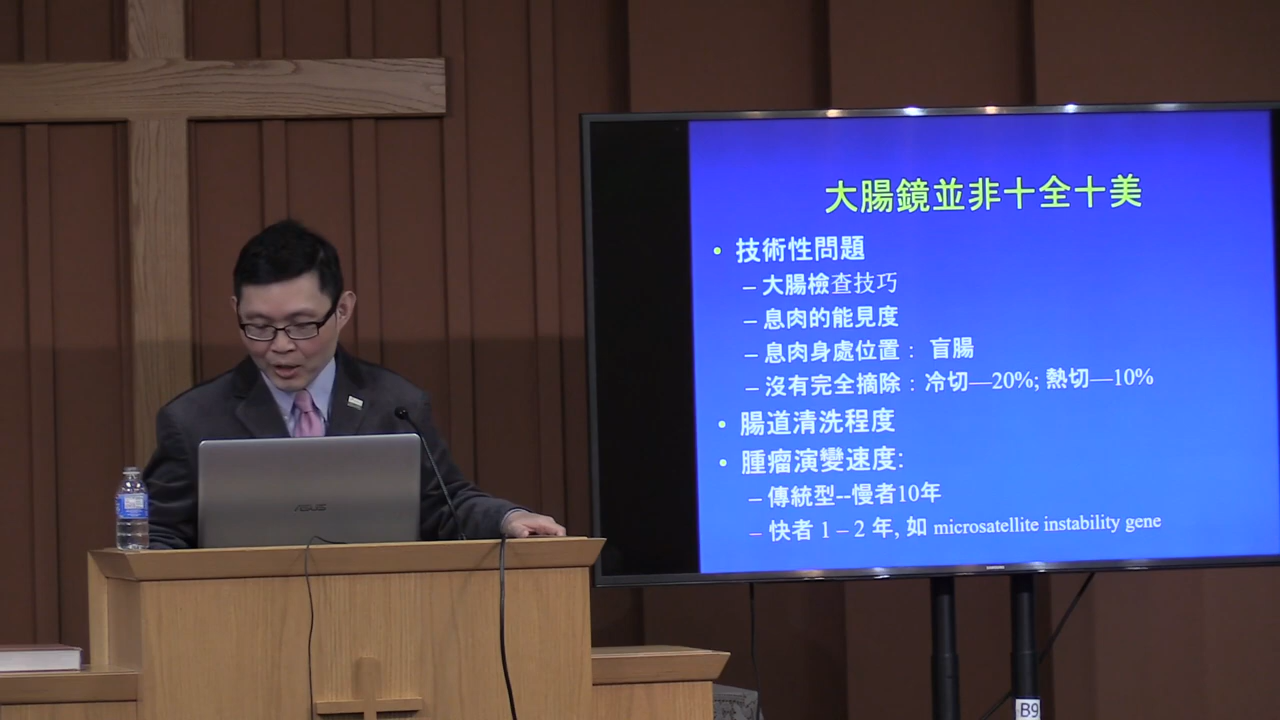 大腸鏡並非十全十美
• 技術性問題
– 大腸檢查技巧
– 息肉的能見度
– 息肉身處位置： 盲腸
– 沒有完全摘除：冷切—20%; 熱切—10%
• 腸道清洗程度
• 腫瘤演變速度:
– 傳統型--慢者10年
– 快者 1 – 2 年, 如 microsatellite instability gene
ASUS
SAMSUNG
B9